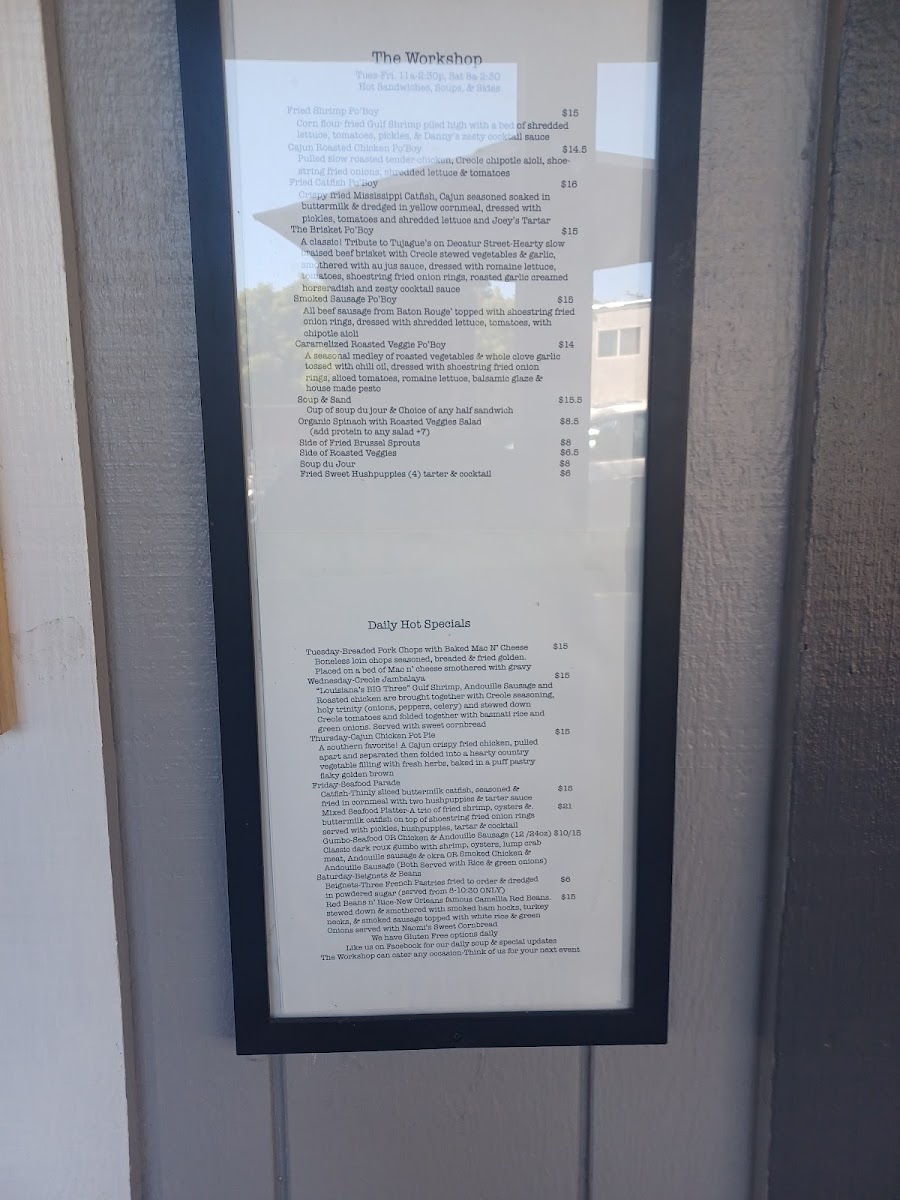 The Workshop
Tues-Fri. 11a-2:30p, Sat 8a-2:30
Hot Sandwiches, Soups, & Sides
Fried Shrimp Po'Boy $15
Corn flour fried Gulf Shrimp piled high with a bed of shredded
lettuce, tomatoes, pickles, & Danny's zesty cocktail sauce
Cajun Roasted Chicken Po'Boy $14.5
Pulled slow roasted tender chicken, Creole chipotle aioli, shoe-
string fried onions, shredded lettuce & tomatoes
Fried Catfish Po'Boy $16
Crispy fried Mississippi Catfish, Cajun seasoned soaked in
buttermilk & dredged in yellow cornmeal, dressed with
pickles, tomatoes and shredded lettuce and Joey's Tartar
The Brisket Po'Boy $15
A classic! Tribute to Tujague's on Decatur Street-Hearty slow
braised beef brisket with Creole stewed vegetables & garlic,
smothered with au jus sauce, dressed with romaine lettuce,
tomatoes, shoestring fried onion rings, roasted garlic creamed
horseradish and zesty cocktail sauce
Smoked Sausage Po'Boy $15
All beef sausage from Baton Rouge' topped with shoestring fried
onion rings, dressed with shredded lettuce, tomatoes, with
chipotle aioli
Caramelized Roasted Veggie Po'Boy $14
A seasonal medley of roasted vegetables & whole clove garlic
tossed with chili oil, dressed with shoestring fried onion
rings, sliced tomatoes, romaine lettuce, balsamic glaze &
house made pesto
Soup & Sand $15.5
Cup of soup du jour & Choice of any half sandwich
Organic Spinach with Roasted Veggies Salad $8.5
(add protein to any salad +7)
Side of Fried Brussel Sprouts $8
Side of Roasted Veggies $6.5
Soup du Jour $8
Fried Sweet Hushpuppies (4) tarter & cocktail $6
Daily Hot Specials
Tuesday-Breaded Pork Chops with Baked Mac N' Cheese $15
Boneless loin chops seasoned, breaded & fried golden.
Placed on a bed of Mac n' cheese smothered with gravy
Wednesday-Creole Jambalaya $15
"Louisiana's BIG Three" Gulf Shrimp, Andouille Sausage and
Roasted chicken are brought together with Creole seasoning,
holy trinity (onions, peppers, celery) and stewed down
Creole tomatoes and folded together with basmati rice and
green onions. Served with sweet cornbread
Thursday-Cajun Chicken Pot Pie $15
A southern favorite! A Cajun crispy fried chicken, pulled
apart and separated then folded into a hearty country
vegetable filling with fresh herbs, baked in a puff pastry
flaky golden brown
Friday-Seafood Parade
Catfish-Thinly sliced buttermilk catfish, seasoned & $15
fried in cornmeal with two hushpuppies & tarter sauce
Mixed Seafood Platter-A trio of fried shrimp, oysters &. $21
buttermilk catfish on top of shoestring fried onion rings
served with pickles, hushpuppies, tartar & cocktail
Gumbo-Seafood OR Chicken & Andouille Sausage (12 /24oz) $10/15
Classic dark roux gumbo with shrimp, oysters, lump crab
meat, Andouille sausage & okra OR Smoked Chicken &
Andouille Sausage (Both Served with Rice & green onions)
Saturday-Beignets & Beans
Beignets-Three French Pastries fried to order & dredged $6
in powdered sugar (served from 8-10:30 ONLY)
Red Beans n' Rice-New Orleans famous Camellia Red Beans. $15
stewed down & smothered with smoked ham hocks, turkey
necks, & smoked sausage topped with white rice & green
Onions served with Naomi's Sweet Cornbread
We have Gluten Free options daily
Like us on Facebook for our daily soup & special updates
The Workshop can cater any occasion-Think of us for your next event